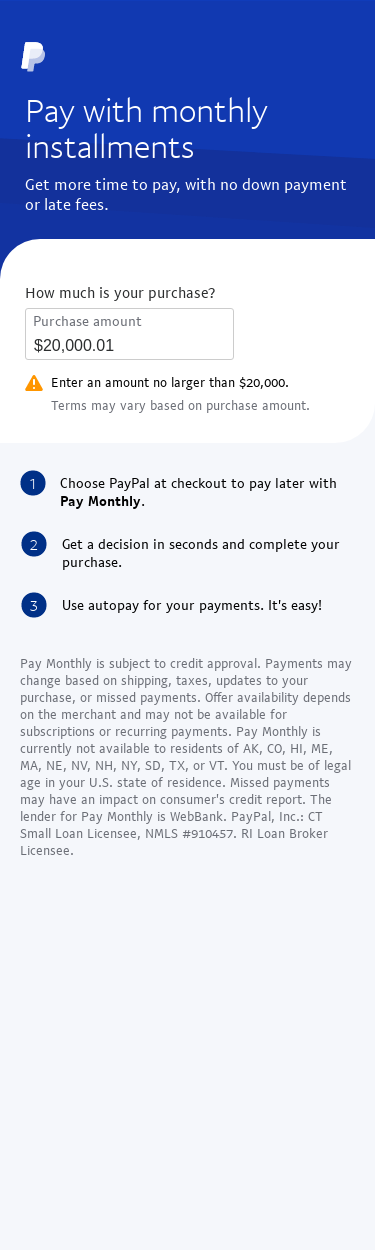 Pay with monthly
installments
Get more time to pay, with no down payment
or late fees.
How much is your purchase?
Purchase amount
$20,000.01
Enter an amount no larger than $20,000.
Terms may vary based on purchase amount.
1 Choose PayPal at checkout to pay later with
Pay Monthly.
2 Get a decision in seconds and complete your
purchase.
3 Use autopay for your payments. It's easy!
Pay Monthly is subject to credit approval. Payments may
change based on shipping, taxes, updates to your
purchase, or missed payments. Offer availability depends
on the merchant and may not be available for
subscriptions or recurring payments. Pay Monthly is
currently not available to residents of AK, CO, HI, ME,
MA, NE, NV, NH, NY, SD, TX, or VT. You must be of legal
age in your U.S. state of residence. Missed payments
may have an impact on consumer's credit report. The
lender for Pay Monthly is WebBank. PayPal, Inc.: CT
Small Loan Licensee, NMLS #910457. RI Loan Broker
Licensee.